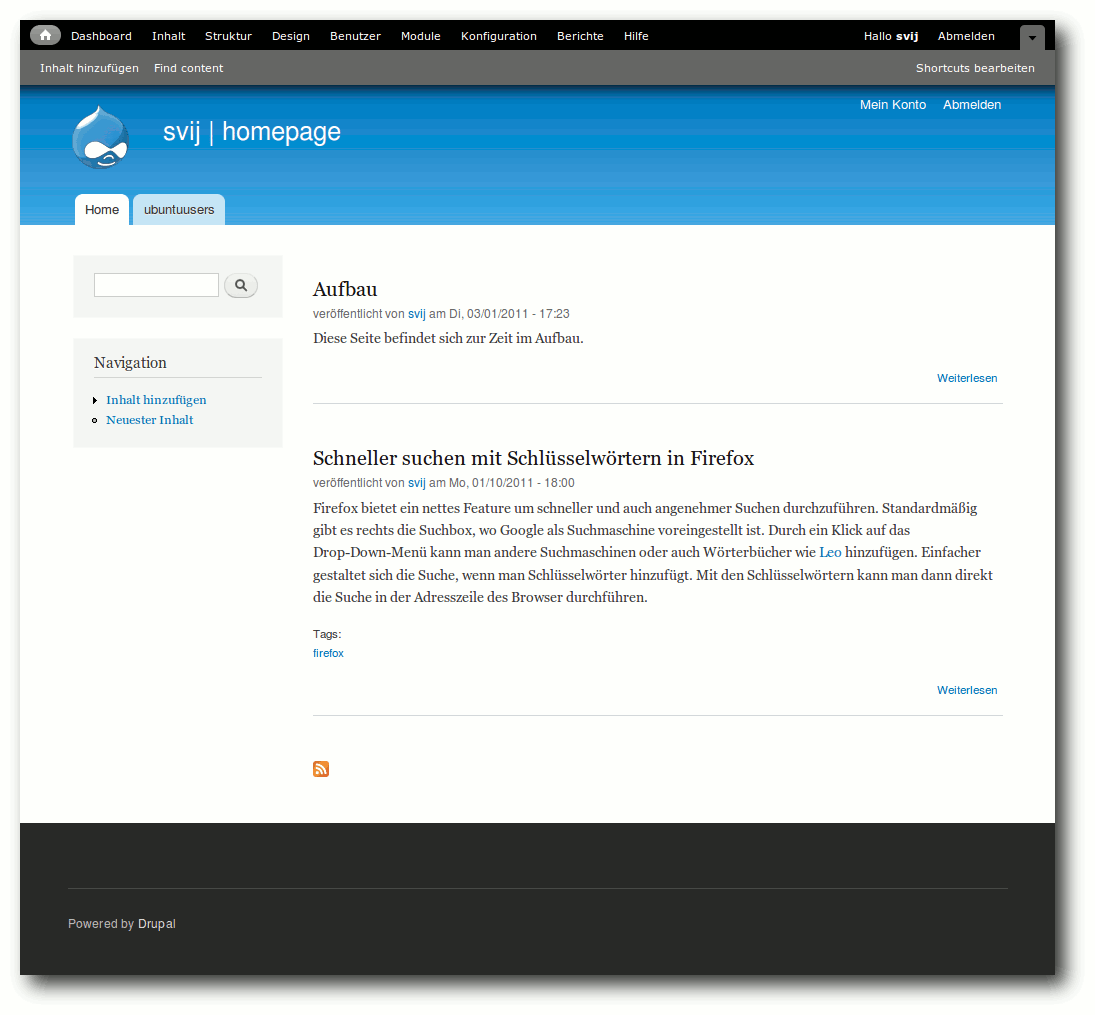 Dashboard Inhalt Struktur Design Benutzer Module Konfiguration Berichte Hilfe Hallo svij Abmelden
Inhalt hinzufügen Find content Shortcuts bearbeiten
Mein Konto Abmelden
svij | homepage
Home ubuntuusers
Navigation
Inhalt hinzufügen
Neuester Inhalt
Aufbau
veröffentlicht von svij am Di, 03/01/2011 - 17:23
Diese Seite befindet sich zur Zeit im Aufbau.
Weiterlesen
Schneller suchen mit Schlüsselwörtern in Firefox
veröffentlicht von svij am Mo, 01/10/2011 - 18:00
Firefox bietet ein nettes Feature um schneller und auch angenehmer Suchen durchzuführen. Standardmäßig
gibt es rechts die Suchbox, wo Google als Suchmaschine voreingestellt ist. Durch ein Klick auf das
Drop-Down-Menü kann man andere Suchmaschinen oder auch Wörterbücher wie Leo hinzufügen. Einfacher
gestaltet sich die Suche, wenn man Schlüsselwörter hinzufügt. Mit den Schlüsselwörtern kann man dann direkt
die Suche in der Adresszeile des Browser durchführen.
Tags:
firefox
Weiterlesen
Powered by Drupal